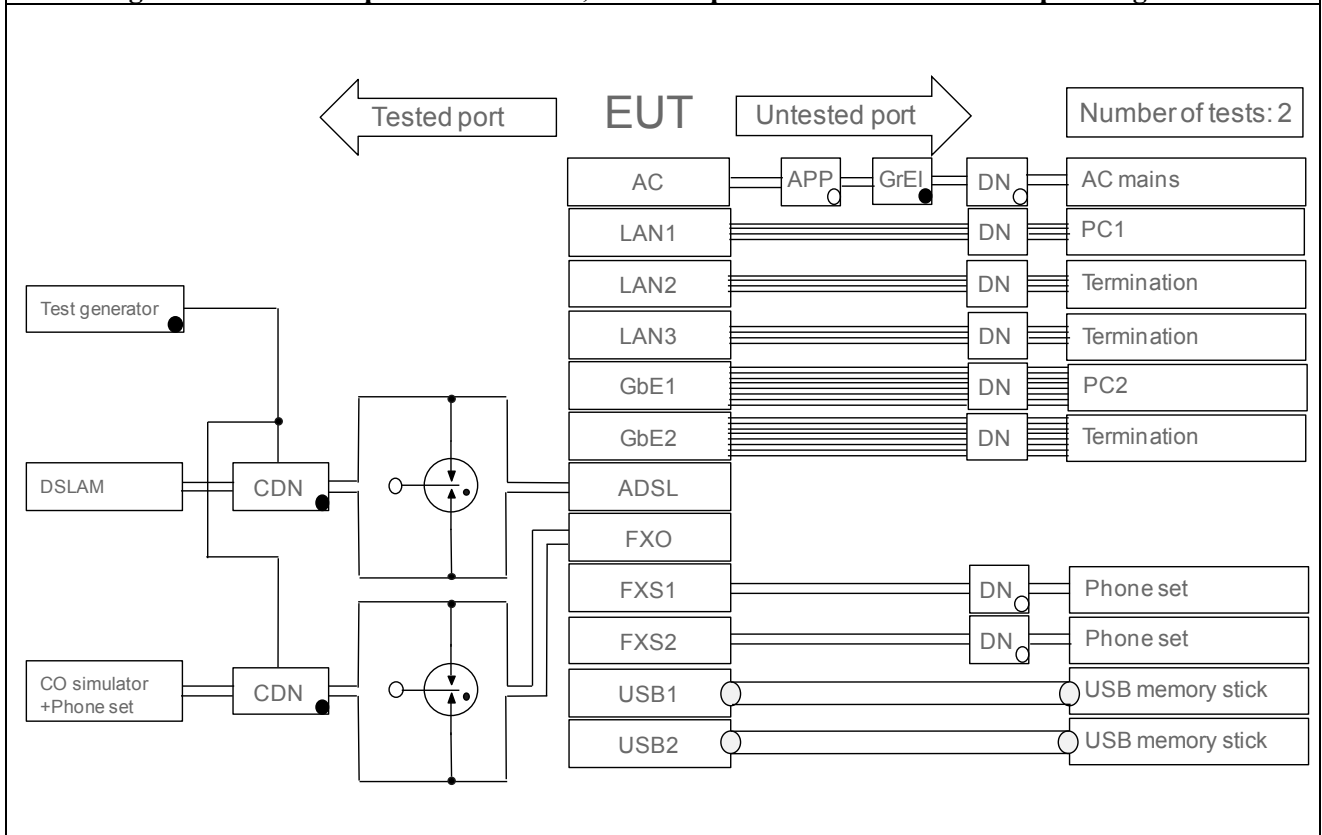 Tested port
EUT
Untested port
Number of tests: 2
AC
APP
GrEl
DN
AC mains
LAN1
DN
PC1
LAN2
DN
Termination
Test generator
LAN3
DN
Termination
GbE1
DN
PC2
GbE2
DN
Termination
DSLAM
CDN
ADSL
FXO
FXS1
DN
Phone set
FXS2
DN
Phone set
CO simulator
+Phone set
CDN
USB1
USB memory stick
USB2
USB memory stick